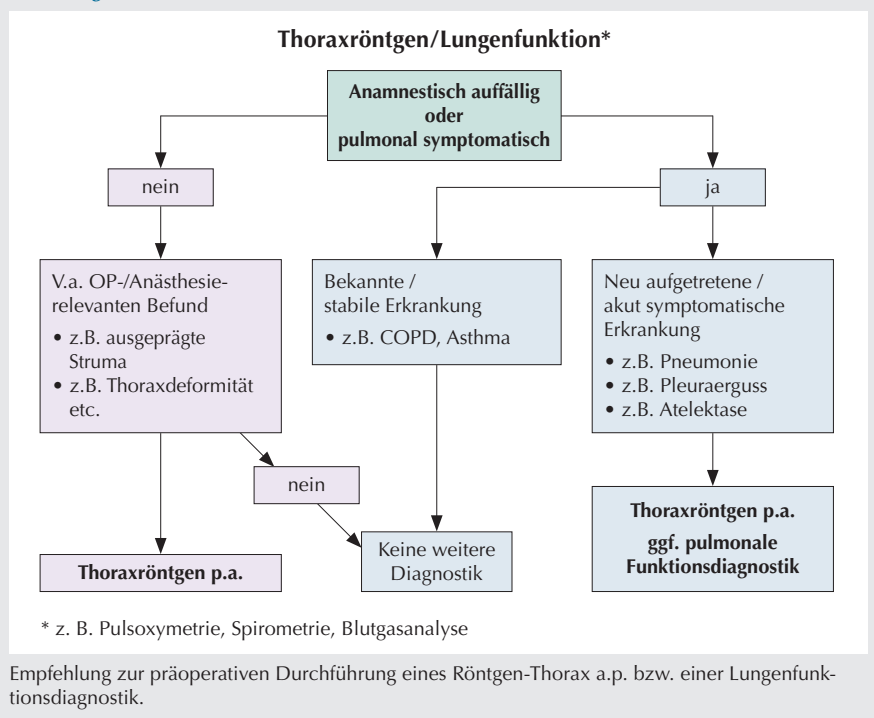 Thoraxröntgen/Lungenfunktion*
Anamnestisch auffällig
oder
pulmonal symptomatisch
nein
ja
V.a. OP-/Anästhesie-
relevanten Befund
• z.B. ausgeprägte
Struma
• z.B. Thoraxdeformität
etc.
Bekannte /
stabile Erkrankung
• z.B. COPD, Asthma
Neu aufgetretene /
akut symptomatische
Erkrankung
• z.B. Pneumonie
• z.B. Pleuraerguss
• z.B. Atelektase
nein
Thoraxröntgen p.a.
Keine weitere
Diagnostik
Thoraxröntgen p.a.
ggf. pulmonale
Funktionsdiagnostik
* z. B. Pulsoxymetrie, Spirometrie, Blutgasanalyse
Empfehlung zur präoperativen Durchführung eines Röntgen-Thorax a.p. bzw. einer Lungenfunk-
tionsdiagnostik.